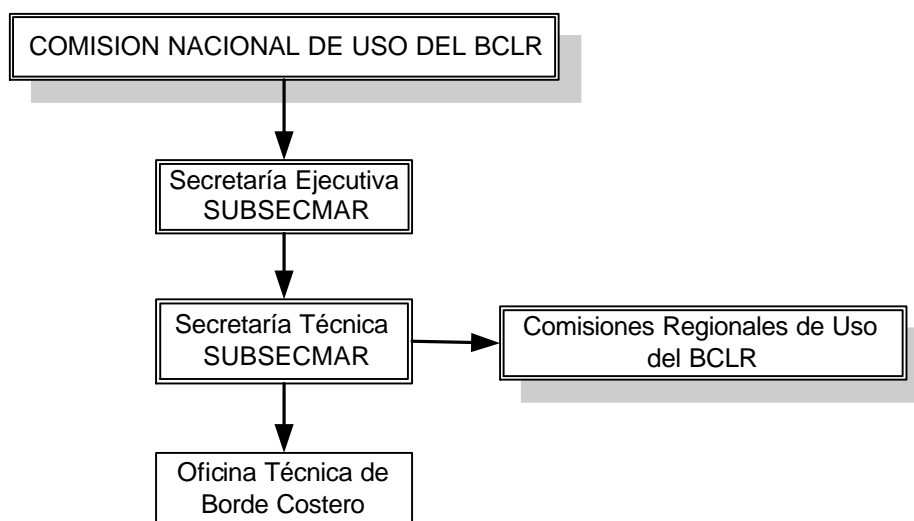 COMISION NACIONAL DE USO DEL BCLR
Secretaría Ejecutiva
SUBSECMAR
Secretaría Técnica
SUBSECMAR
Comisiones Regionales de Uso
del BCLR
Oficina Técnica de
Borde Costero